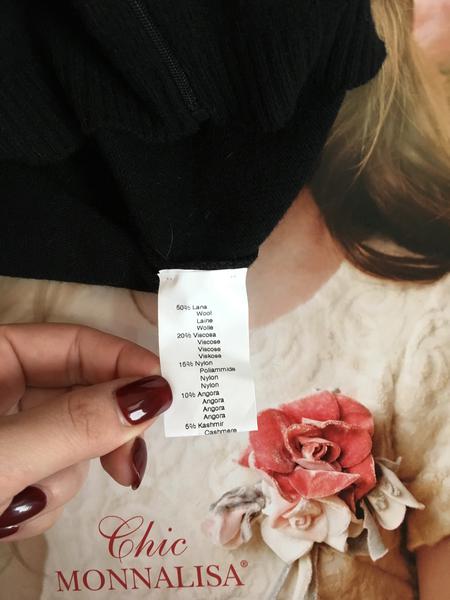 50% Lana
Wool
Laine
Wolle
20% Viscosa
Viscose
Viscose
Viskose
15% Nylon
Poliammide
Nylon
Nylon
10% Angora
Angora
Angora
Angora
5% Kashmir
Cashmere
Chic
MONNALISA®